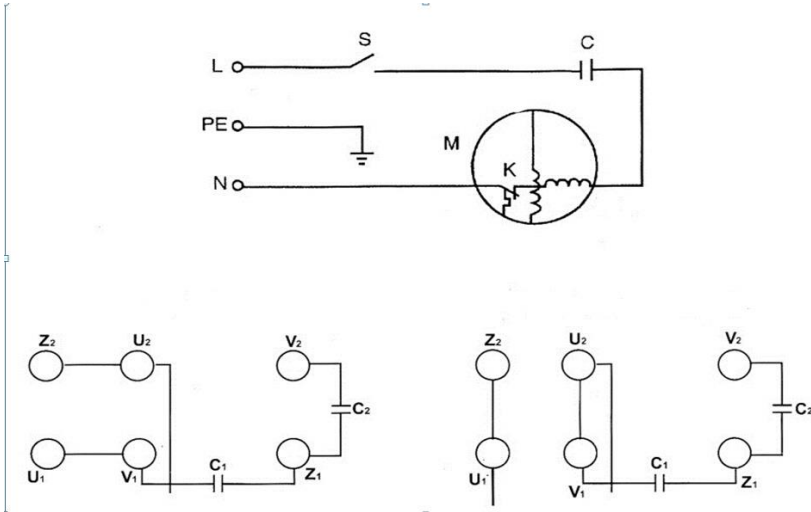 S C
L
PE M
K
N
Z2 U2 V2 Z2 U2 V2
C2 C2
U1 V1 C1 Z1 U1 V1 C1 Z1